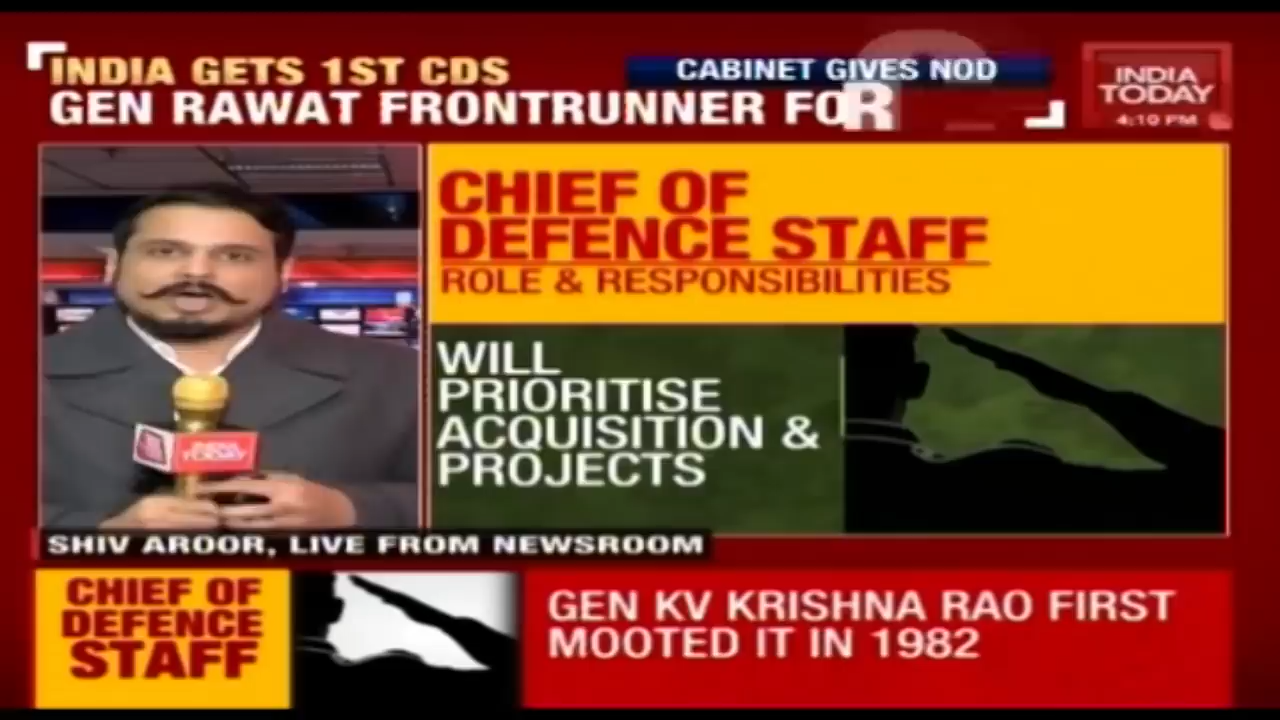 INDIA GETS 1ST CDS
CABINET GIVES NOD
GEN RAWAT FRONTRUNNER FOR
INDIA
TODAY
4:10 PM
CHIEF OF
DEFENCE STAFF
ROLE & RESPONSIBILITIES
WILL
PRIORITISE
ACQUISITION &
PROJECTS
INDIA
TODAY
SHIV AROOR, LIVE FROM NEWSROOM
CHIEF OF
DEFENCE
STAFF
GEN KV KRISHNA RAO FIRST
MOOTED IT IN 1982